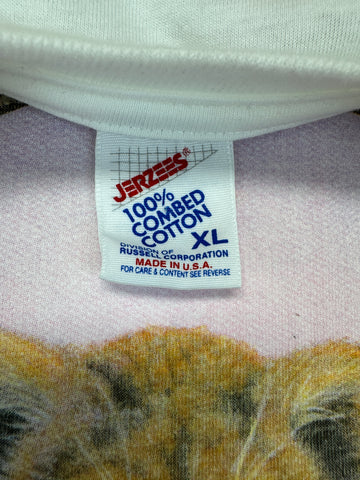 JERZEES®
100%
COMBED
COTTON
XL
DIVISION OF
RUSSELL CORPORATION
MADE IN U.S.A.
FOR CARE & CONTENT SEE REVERSE